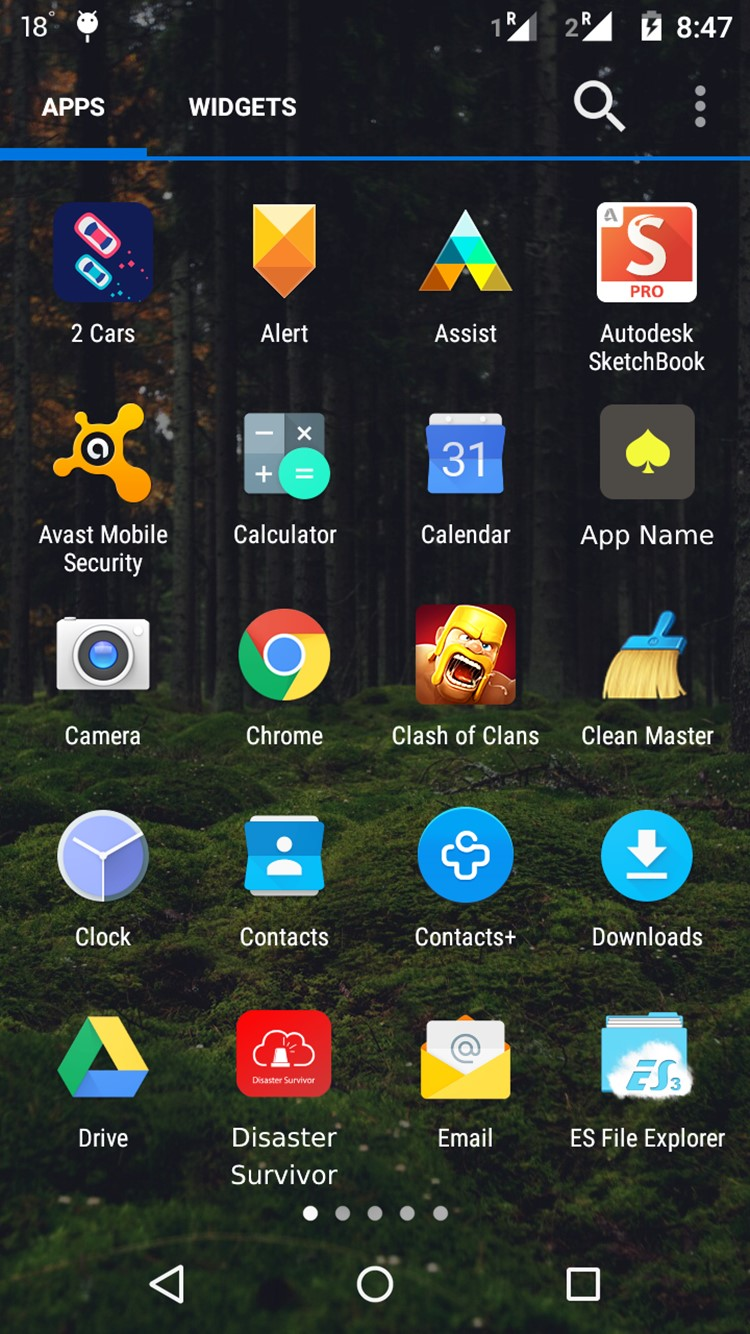 18° 1 R 2 R 8:47
APPS WIDGETS
2 Cars
Alert
Assist
A
S
PRO
Autodesk
SketchBook
a
Avast Mobile
Security
− ×
+ =
Calculator
31
Calendar
App Name
Camera
Chrome
Clash of Clans
Clean Master
Clock
Contacts
Contacts+
Downloads
Drive
Disaster Survivor
Disaster
Survivor
@
Email
ES3
ES File Explorer